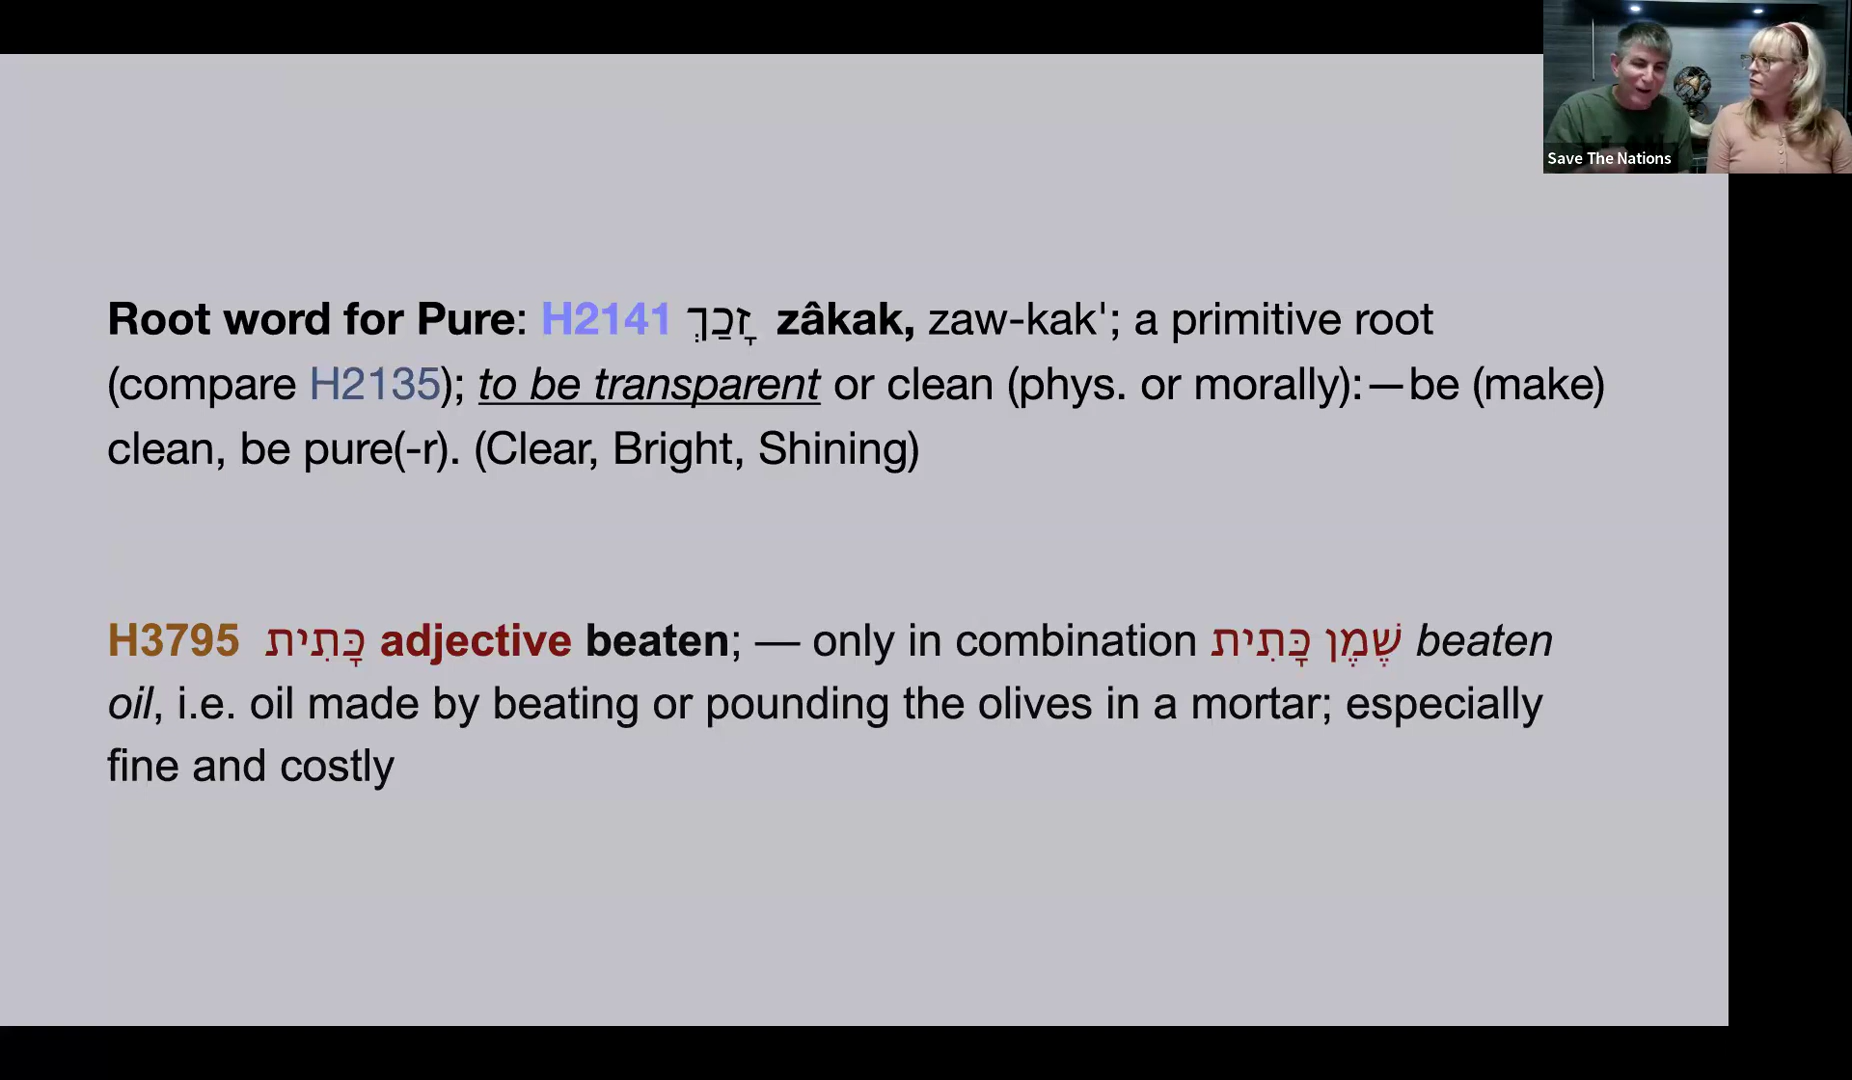 Save The Nations
Root word for Pure: H2141 זָכַךְ zâkak, zaw-kak'; a primitive root
(compare H2135); to be transparent or clean (phys. or morally):—be (make)
clean, be pure(-r). (Clear, Bright, Shining)
H3795 כָּתִית adjective beaten; — only in combination שֶׁמֶן כָּתִית beaten
oil, i.e. oil made by beating or pounding the olives in a mortar; especially
fine and costly